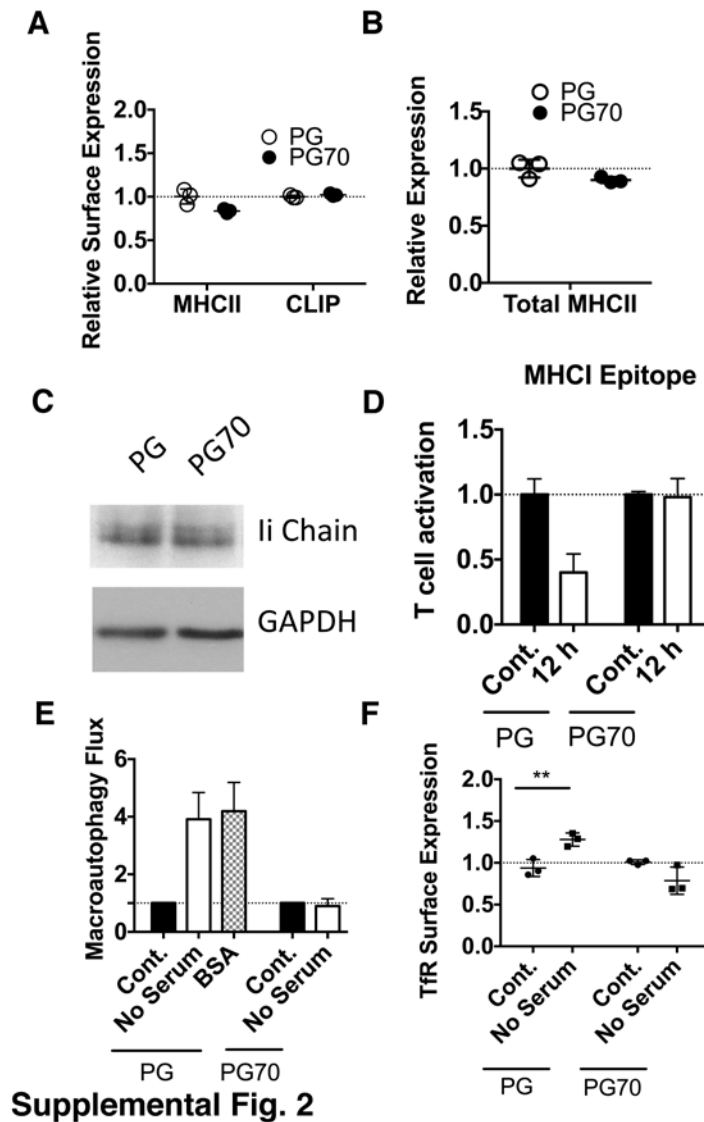 A
Relative Surface Expression
2.0
1.5
1.0
0.5
0.0
PG
PG70
MHCII
CLIP
B
Relative Expression
1.5
1.0
0.5
0.0
PG
PG70
Total MHCII
C
PG
PG70
Ii Chain
GAPDH
MHCI Epitope
D
T cell activation
1.5
1.0
0.5
0.0
Cont.
12 h
Cont.
12 h
PG
PG70
E
Macroautophagy Flux
6
4
2
0
Cont.
No Serum
BSA
Cont.
No Serum
PG
PG70
F
TfR Surface Expression
2.0
1.5
1.0
0.5
0.0
**
Cont.
No Serum
Cont.
No Serum
PG
PG70
Supplemental Fig. 2